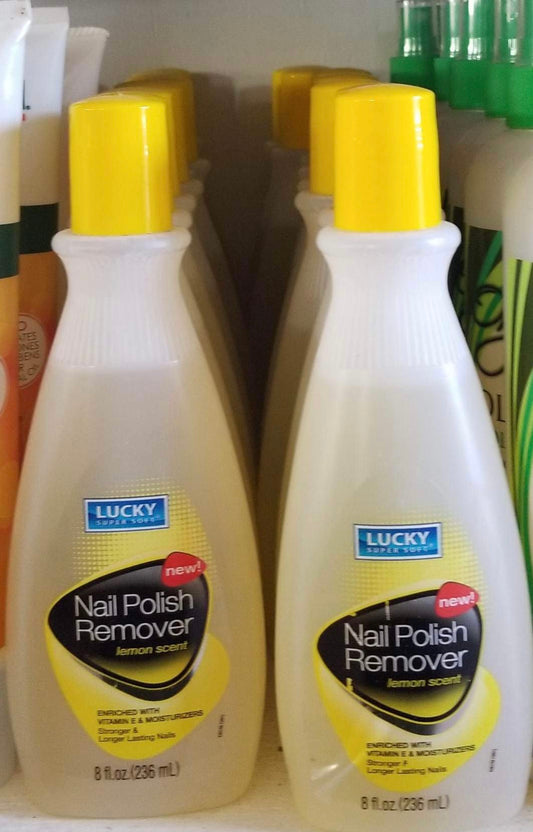 LUCKY
SUPER SOFT
new!
Nail Polish
Remover
lemon scent
ENRICHED WITH
VITAMIN E & MOISTURIZERS
Stronger &
Longer Lasting Nails
8 fl.oz.(236 mL)
LUCKY
SUPER SOFT
new!
Nail Polish
Remover
lemon scent
ENRICHED WITH
VITAMIN E & MOISTURIZERS
Stronger &
Longer Lasting Nails
8 fl.oz.(236 mL)